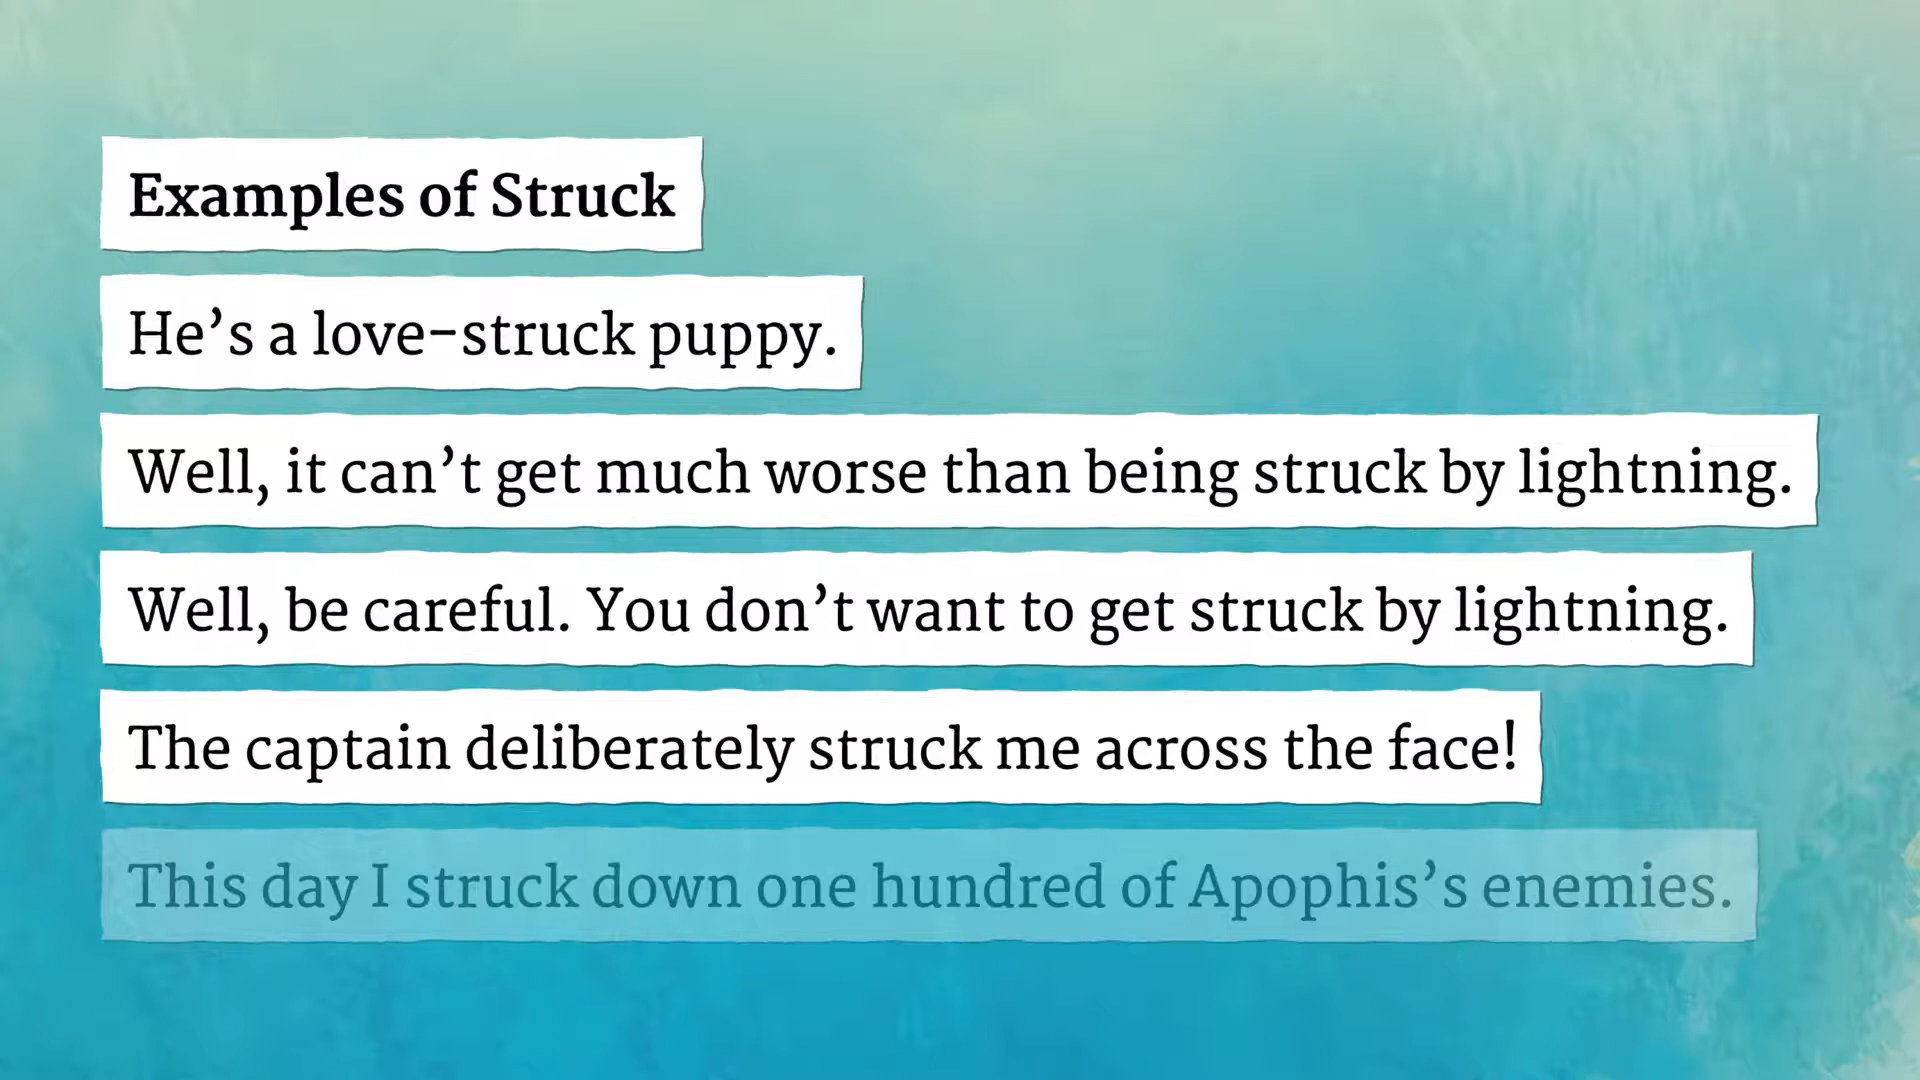 Examples of Struck
He’s a love-struck puppy.
Well, it can’t get much worse than being struck by lightning.
Well, be careful. You don’t want to get struck by lightning.
The captain deliberately struck me across the face!
This day I struck down one hundred of Apophis’s enemies.